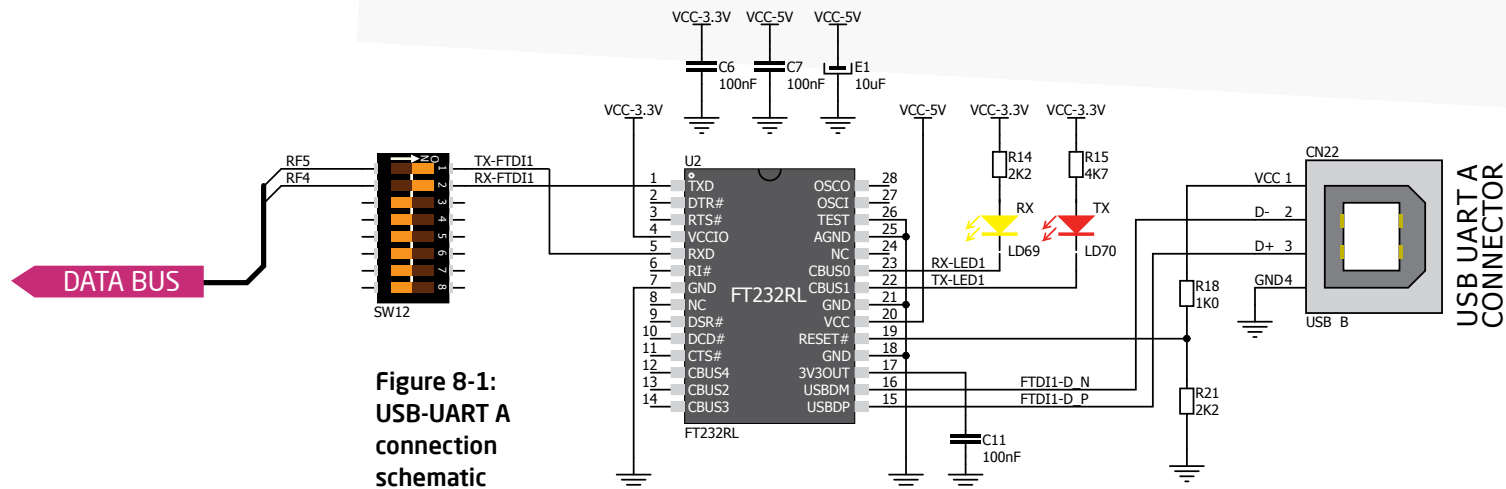 VCC-3.3V VCC-5V VCC-5V
C6 100nF
C7 100nF
E1 10uF
VCC-3.3V
VCC-5V VCC-3.3V VCC-3.3V
R14 2K2
R15 4K7
RX
TX
LD69
LD70
DATA BUS
RF5
RF4
ON
1
2
3
4
5
6
7
8
SW12
TX-FTDI1
RX-FTDI1
U2
FT232RL
1 TXD
2 DTR#
3 RTS#
4 VCCIO
5 RXD
6 RI#
7 GND
8 NC
9 DSR#
10 DCD#
11 CTS#
12 CBUS4
13 CBUS2
14 CBUS3
OSCO 28
OSCI 27
TEST 26
AGND 25
NC 24
CBUS0 23
CBUS1 22
GND 21
VCC 20
RESET# 19
GND 18
3V3OUT 17
USBDM 16
USBDP 15
FT232RL
RX-LED1
TX-LED1
FTDI1-D_N
FTDI1-D_P
C11
100nF
R18
1K0
R21
2K2
CN22
VCC 1
D- 2
D+ 3
GND 4
USB B
USB UART A
CONNECTOR
Figure 8-1:
USB-UART A
connection
schematic